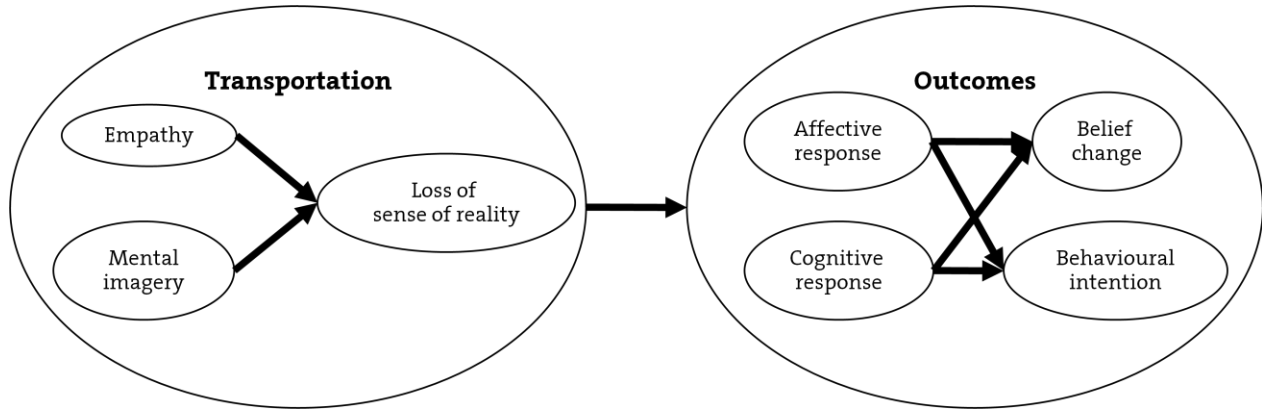 Transportation
Empathy
Mental
imagery
Loss of
sense of reality
Outcomes
Affective
response
Cognitive
response
Belief
change
Behavioural
intention